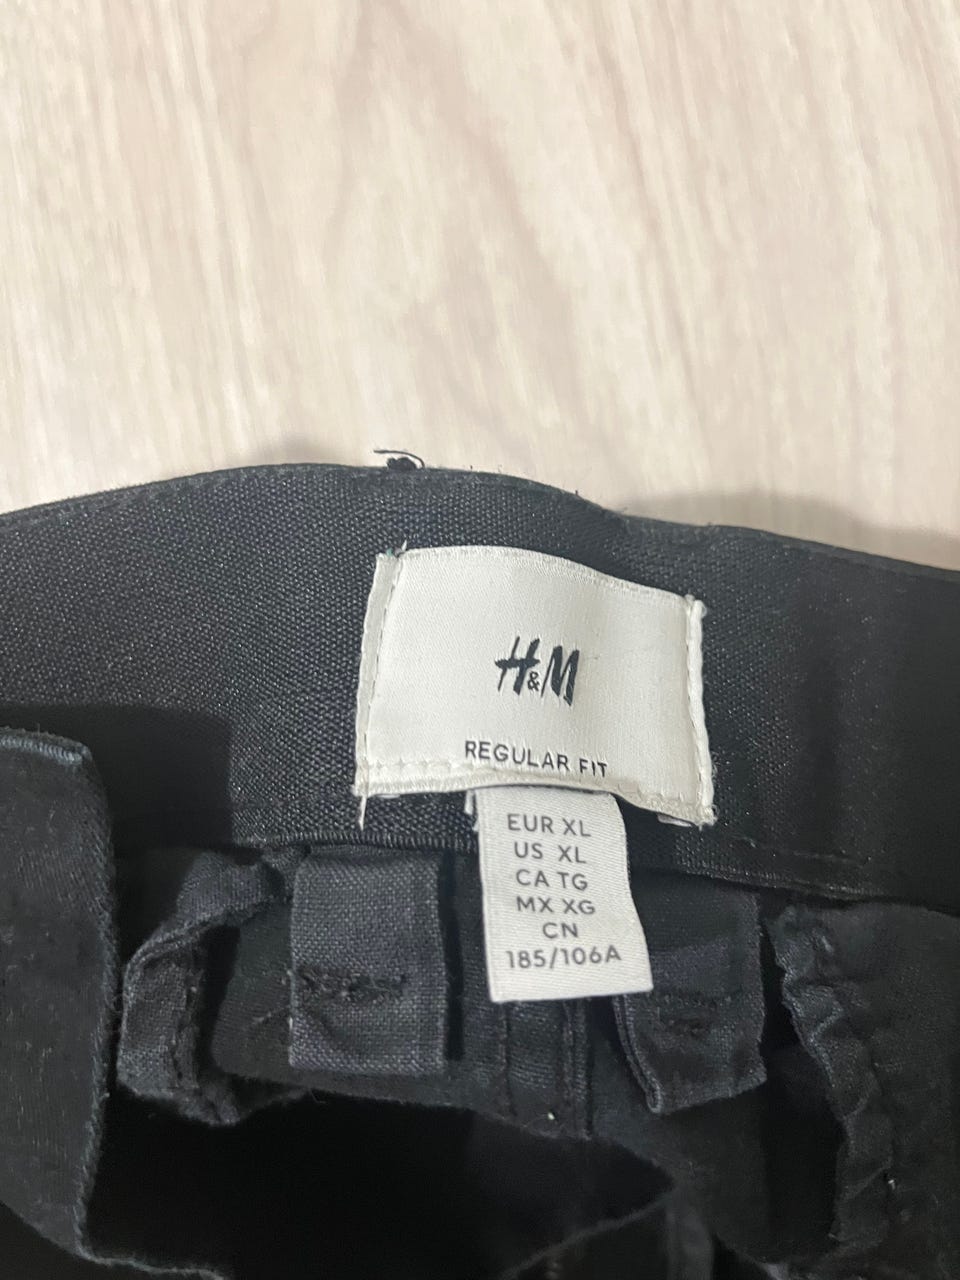 H&M
REGULAR FIT
EUR XL
US XL
CA TG
MX XG
CN
185/106A